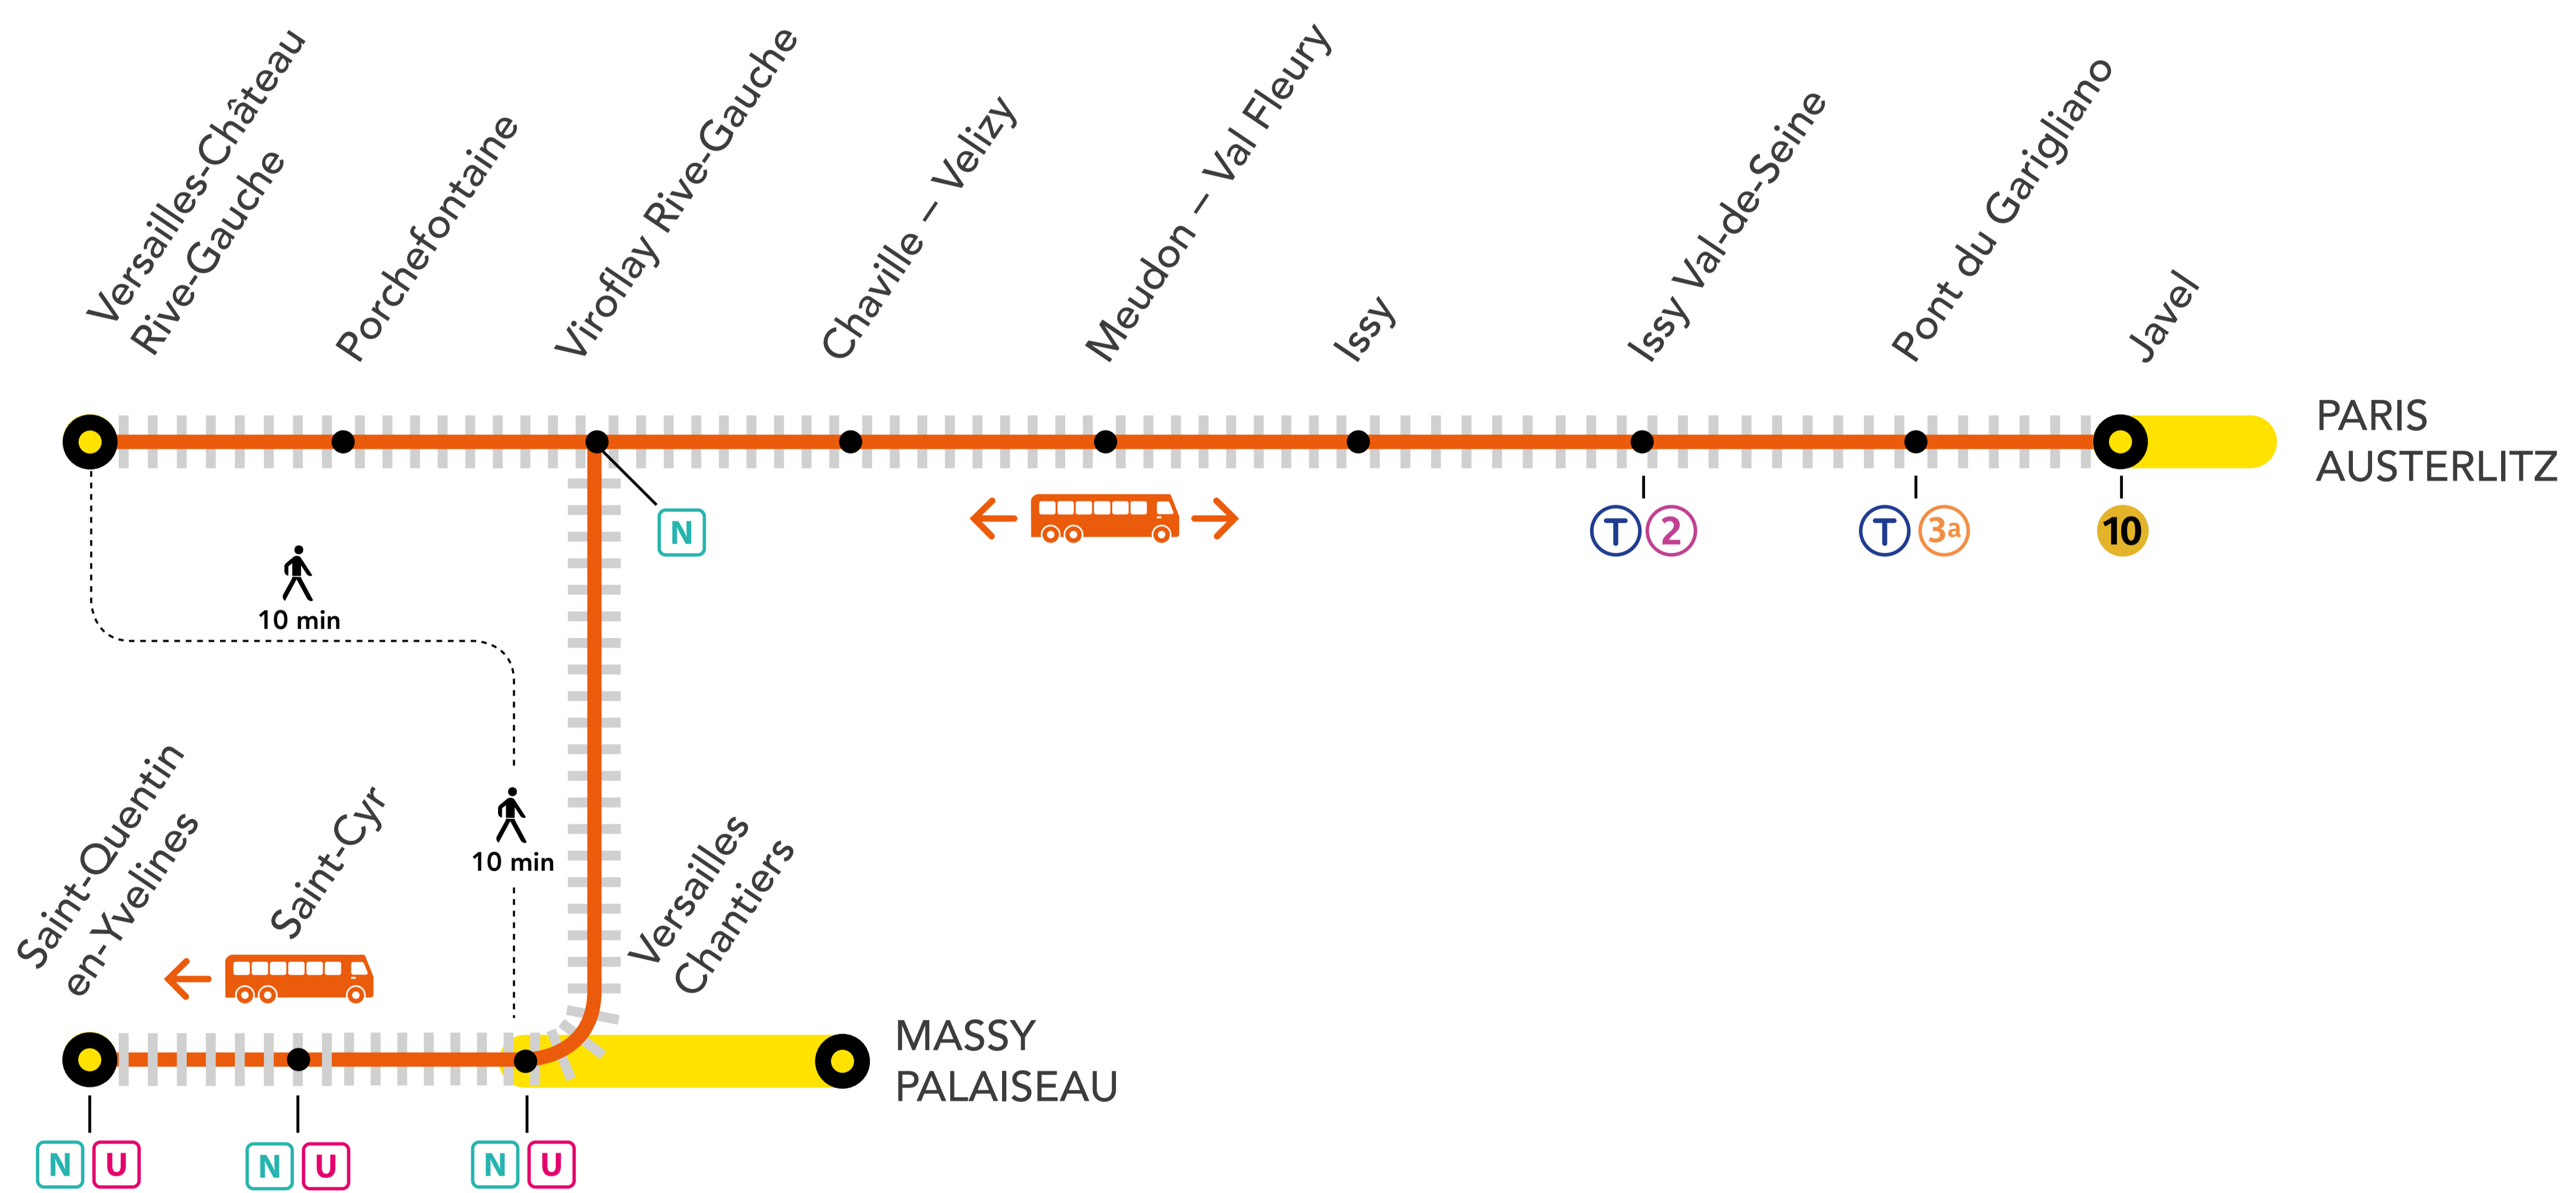 Versailles-Château
Rive-Gauche
Porchefontaine
Viroflay Rive-Gauche
Chaville – Velizy
Meudon – Val Fleury
Issy
Issy Val-de-Seine
Pont du Garigliano
Javel
PARIS
AUSTERLITZ
N
T 2
T 3a
10
10 min
10 min
Saint-Quentin
en-Yvelines
Saint-Cyr
Versailles
Chantiers
MASSY
PALAISEAU
N U
N U
N U